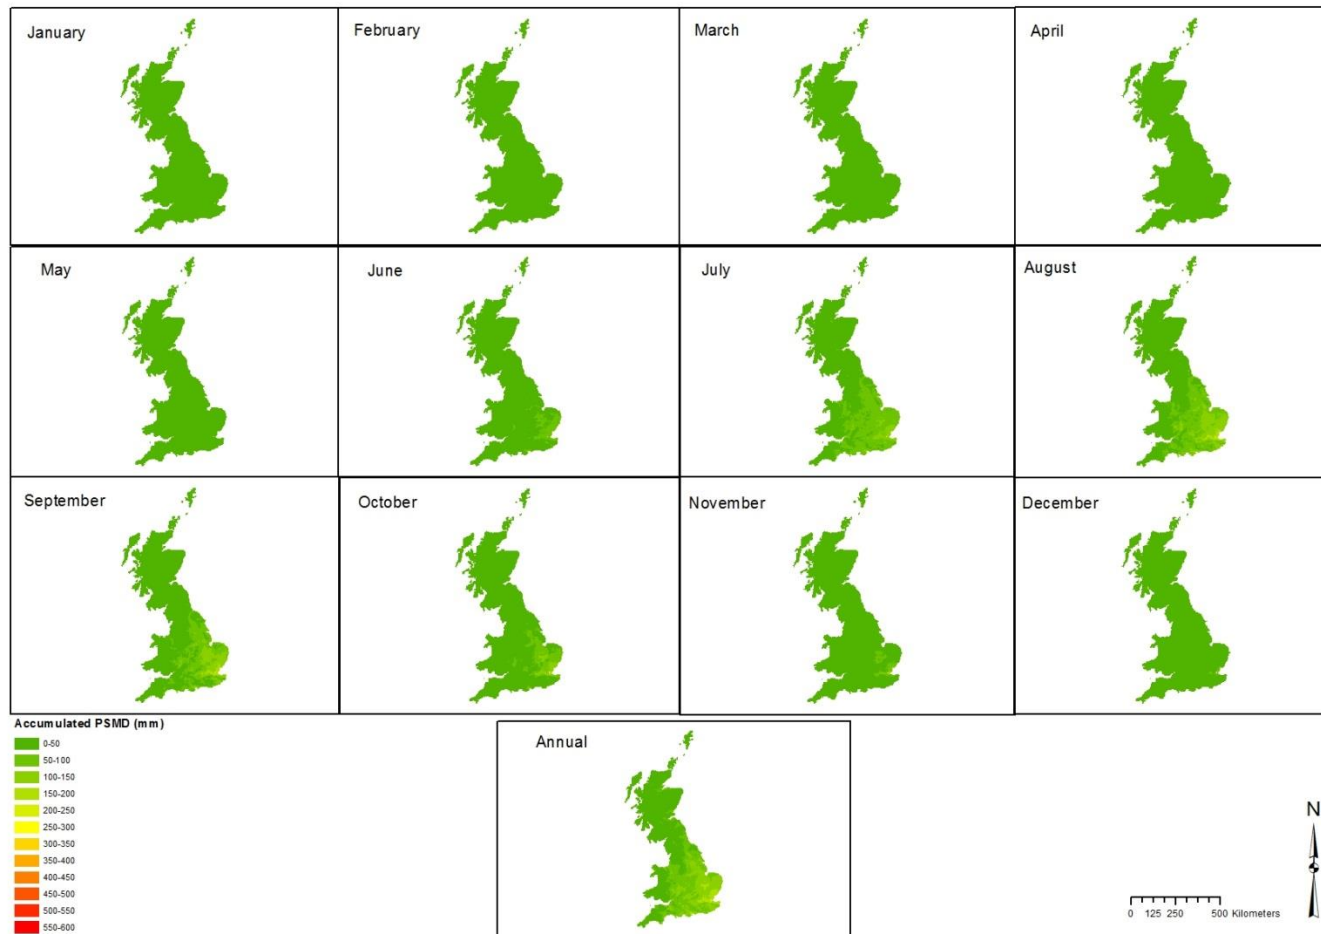 January
February
March
April
May
June
July
August
September
October
November
December
Accumulated PSMD (mm)
0-50
50-100
100-150
150-200
200-250
250-300
300-350
350-400
400-450
450-500
500-550
550-600
Annual
N
0 125 250 500 Kilometers